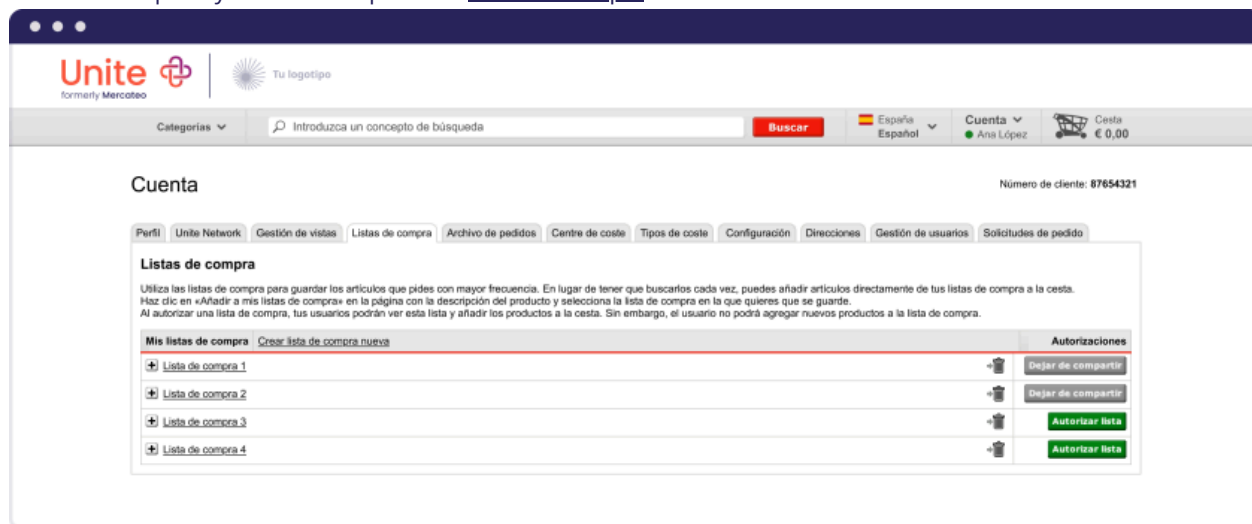 Unite
formerly Mercateo
Tu logotipo
Categorías
Introduzca un concepto de búsqueda
Buscar
España
Español
Cuenta
Ana López
Cesta
€ 0,00
Cuenta
Número de cliente: 87654321
Perfil Unite Network Gestión de vistas Listas de compra Archivo de pedidos Centre de coste Tipos de coste Configuración Direcciones Gestión de usuarios Solicitudes de pedido
Listas de compra
Utiliza las listas de compra para guardar los artículos que pides con mayor frecuencia. En lugar de tener que buscarlos cada vez, puedes añadir artículos directamente de tus listas de compra a la cesta.
Haz clic en «Añadir a mis listas de compra» en la página con la descripción del producto y selecciona la lista de compra en la que quieres que se guarde.
Al autorizar una lista de compra, tus usuarios podrán ver esta lista y añadir los productos a la cesta. Sin embargo, el usuario no podrá agregar nuevos productos a la lista de compra.
Mis listas de compra Crear lista de compra nueva Autorizaciones
Lista de compra 1 Dejar de compartir
Lista de compra 2 Dejar de compartir
Lista de compra 3 Autorizar lista
Lista de compra 4 Autorizar lista